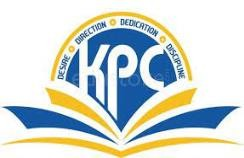 DESIRE • DIRECTION • DEDICATION • DISCIPLINE
KPC